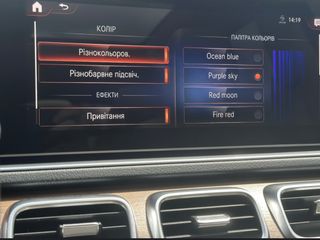 14:19
КОЛІР
Різнокольоров.
Різнобарвне підсвіч.
ЕФЕКТИ
Привітання
ПАЛІТРА КОЛЬОРІВ
Ocean blue
Purple sky
Red moon
Fire red